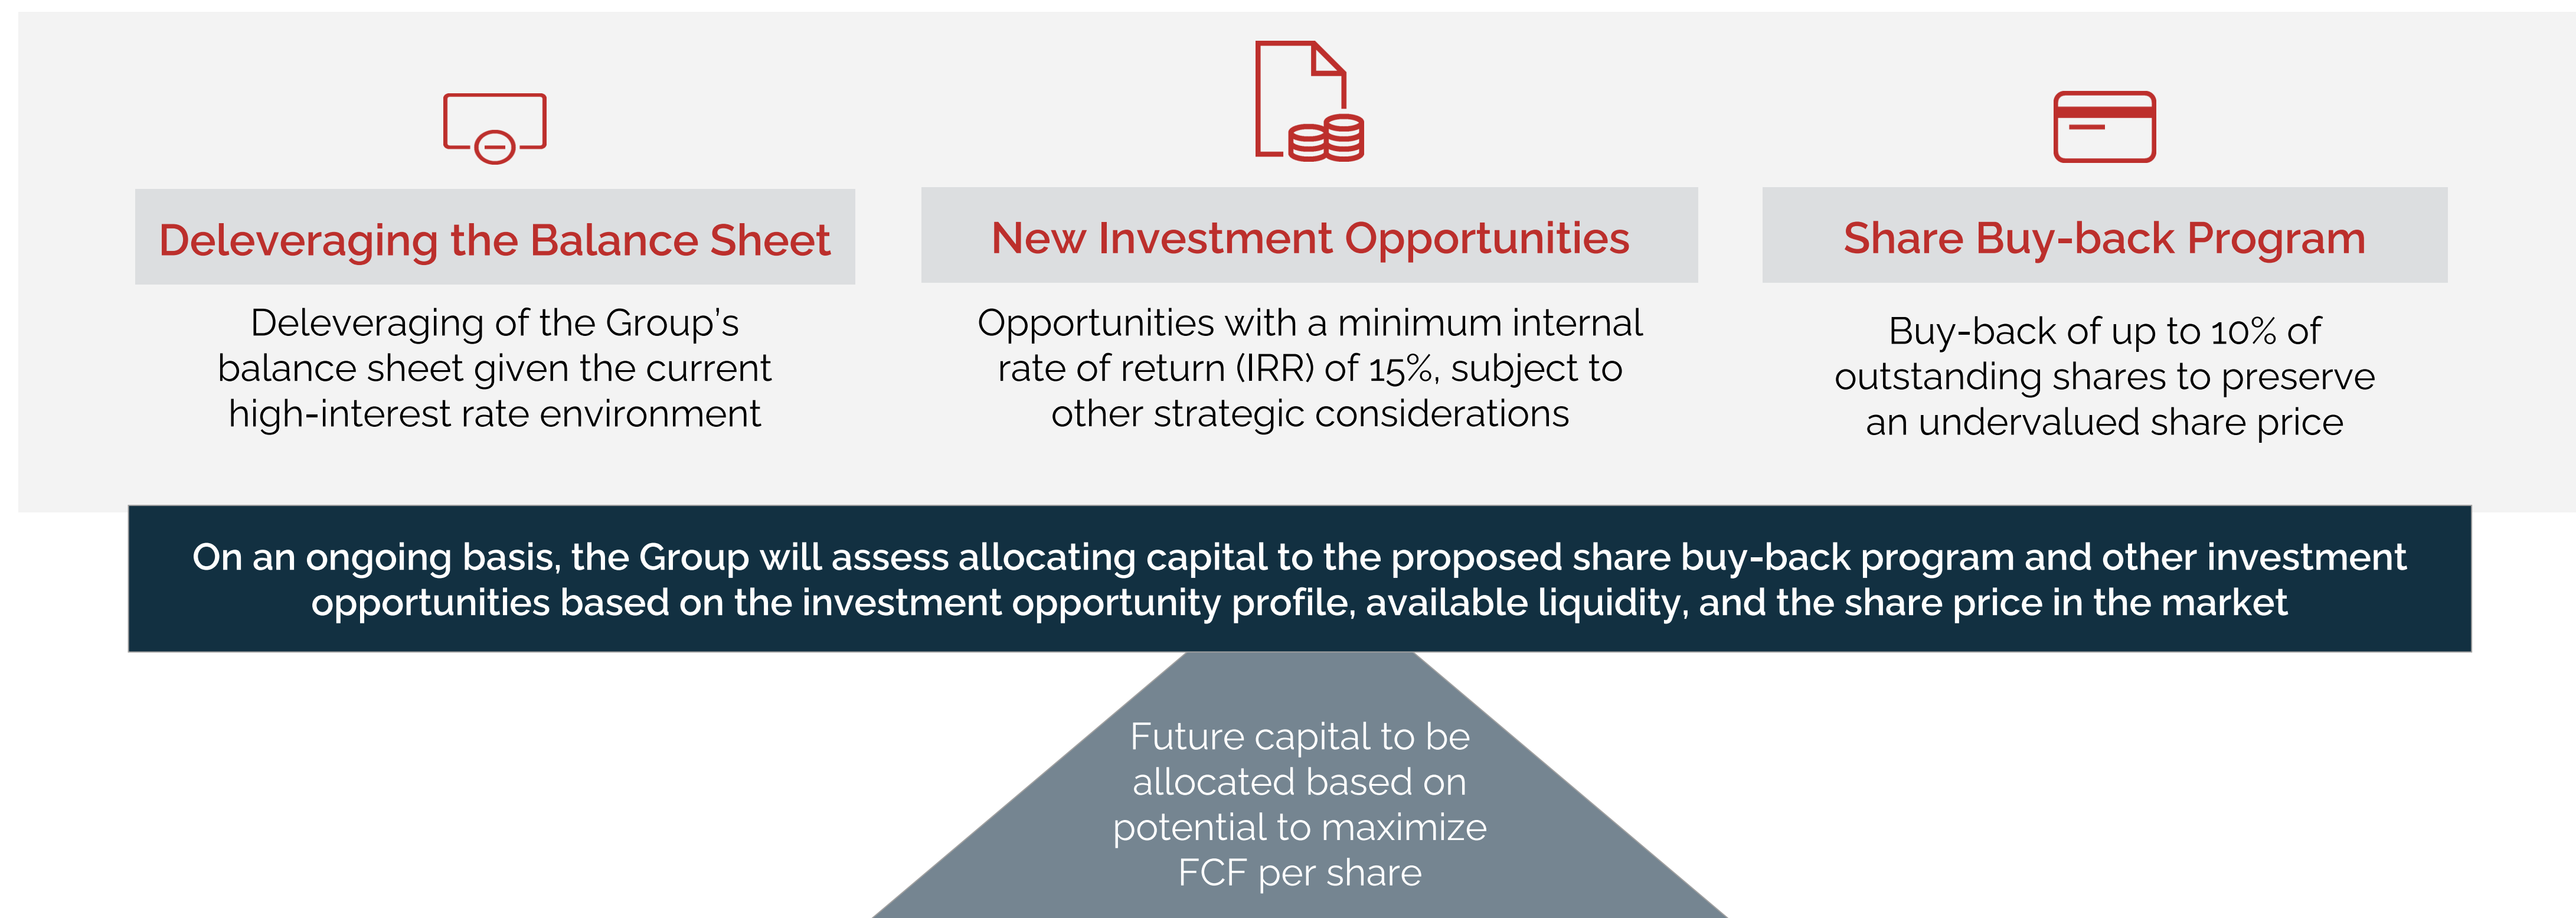 Deleveraging the Balance Sheet
Deleveraging of the Group’s
balance sheet given the current
high-interest rate environment
New Investment Opportunities
Opportunities with a minimum internal
rate of return (IRR) of 15%, subject to
other strategic considerations
Share Buy-back Program
Buy-back of up to 10% of
outstanding shares to preserve
an undervalued share price
On an ongoing basis, the Group will assess allocating capital to the proposed share buy-back program and other investment
opportunities based on the investment opportunity profile, available liquidity, and the share price in the market
Future capital to be
allocated based on
potential to maximize
FCF per share